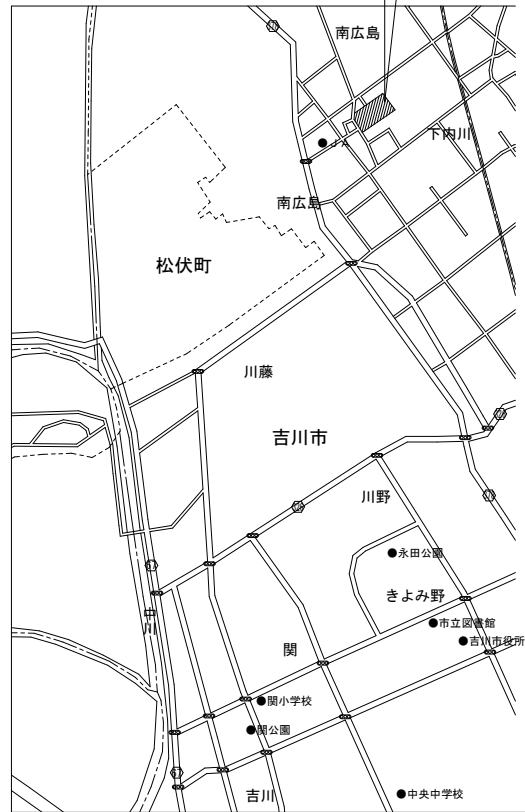 南広島
下内川
●JA
南広島
松伏町
川藤
吉川市
川野
●永田公園
きよみ野
中川
●市立図書館
●吉川市役所
関
●関小学校
●関公園
吉川
●中央中学校